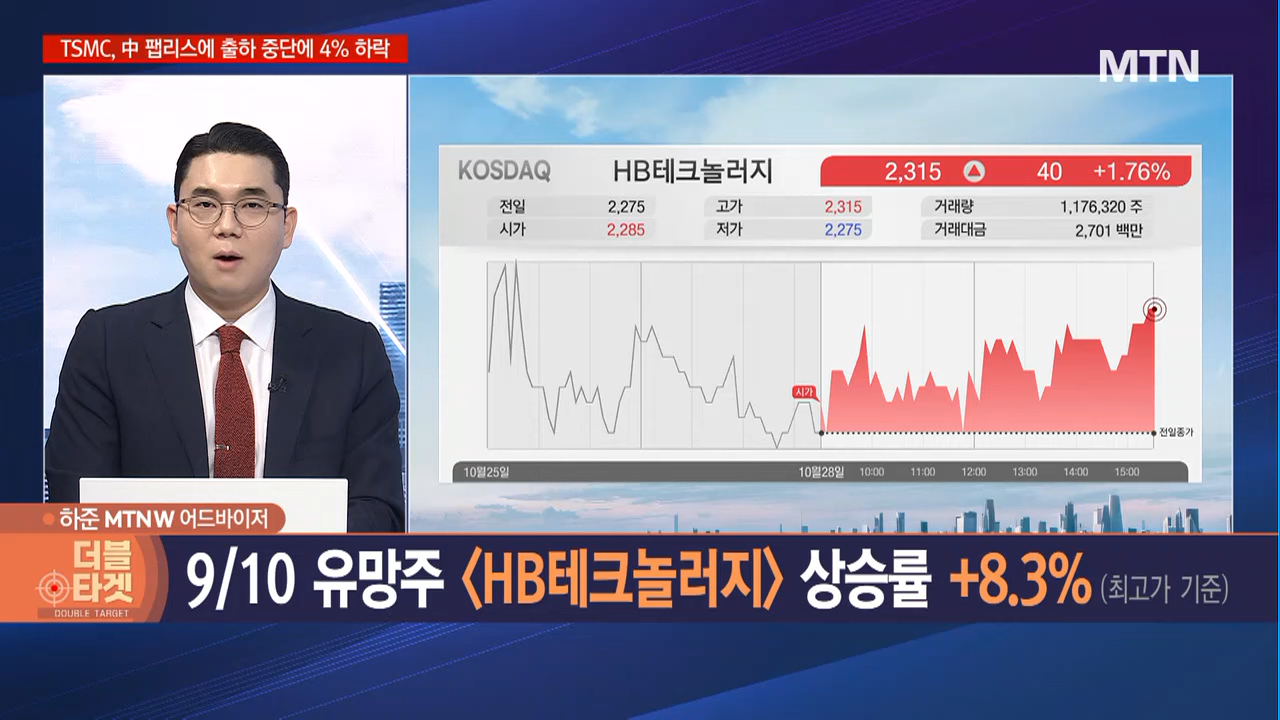 TSMC, 中 팹리스에 출하 중단에 4% 하락
MTN
KOSDAQ HB테크놀러지 2,315 40 +1.76%
전일 2,275 고가 2,315 거래량 1,176,320 주
시가 2,285 저가 2,275 거래대금 2,701 백만
시가
전일종가
10월25일 10월28일 10:00 11:00 12:00 13:00 14:00 15:00
하준 MTNW 어드바이저
더블
타겟
DOUBLE TARGET
9/10 유망주 〈HB테크놀러지〉 상승률 +8.3% (최고가 기준)